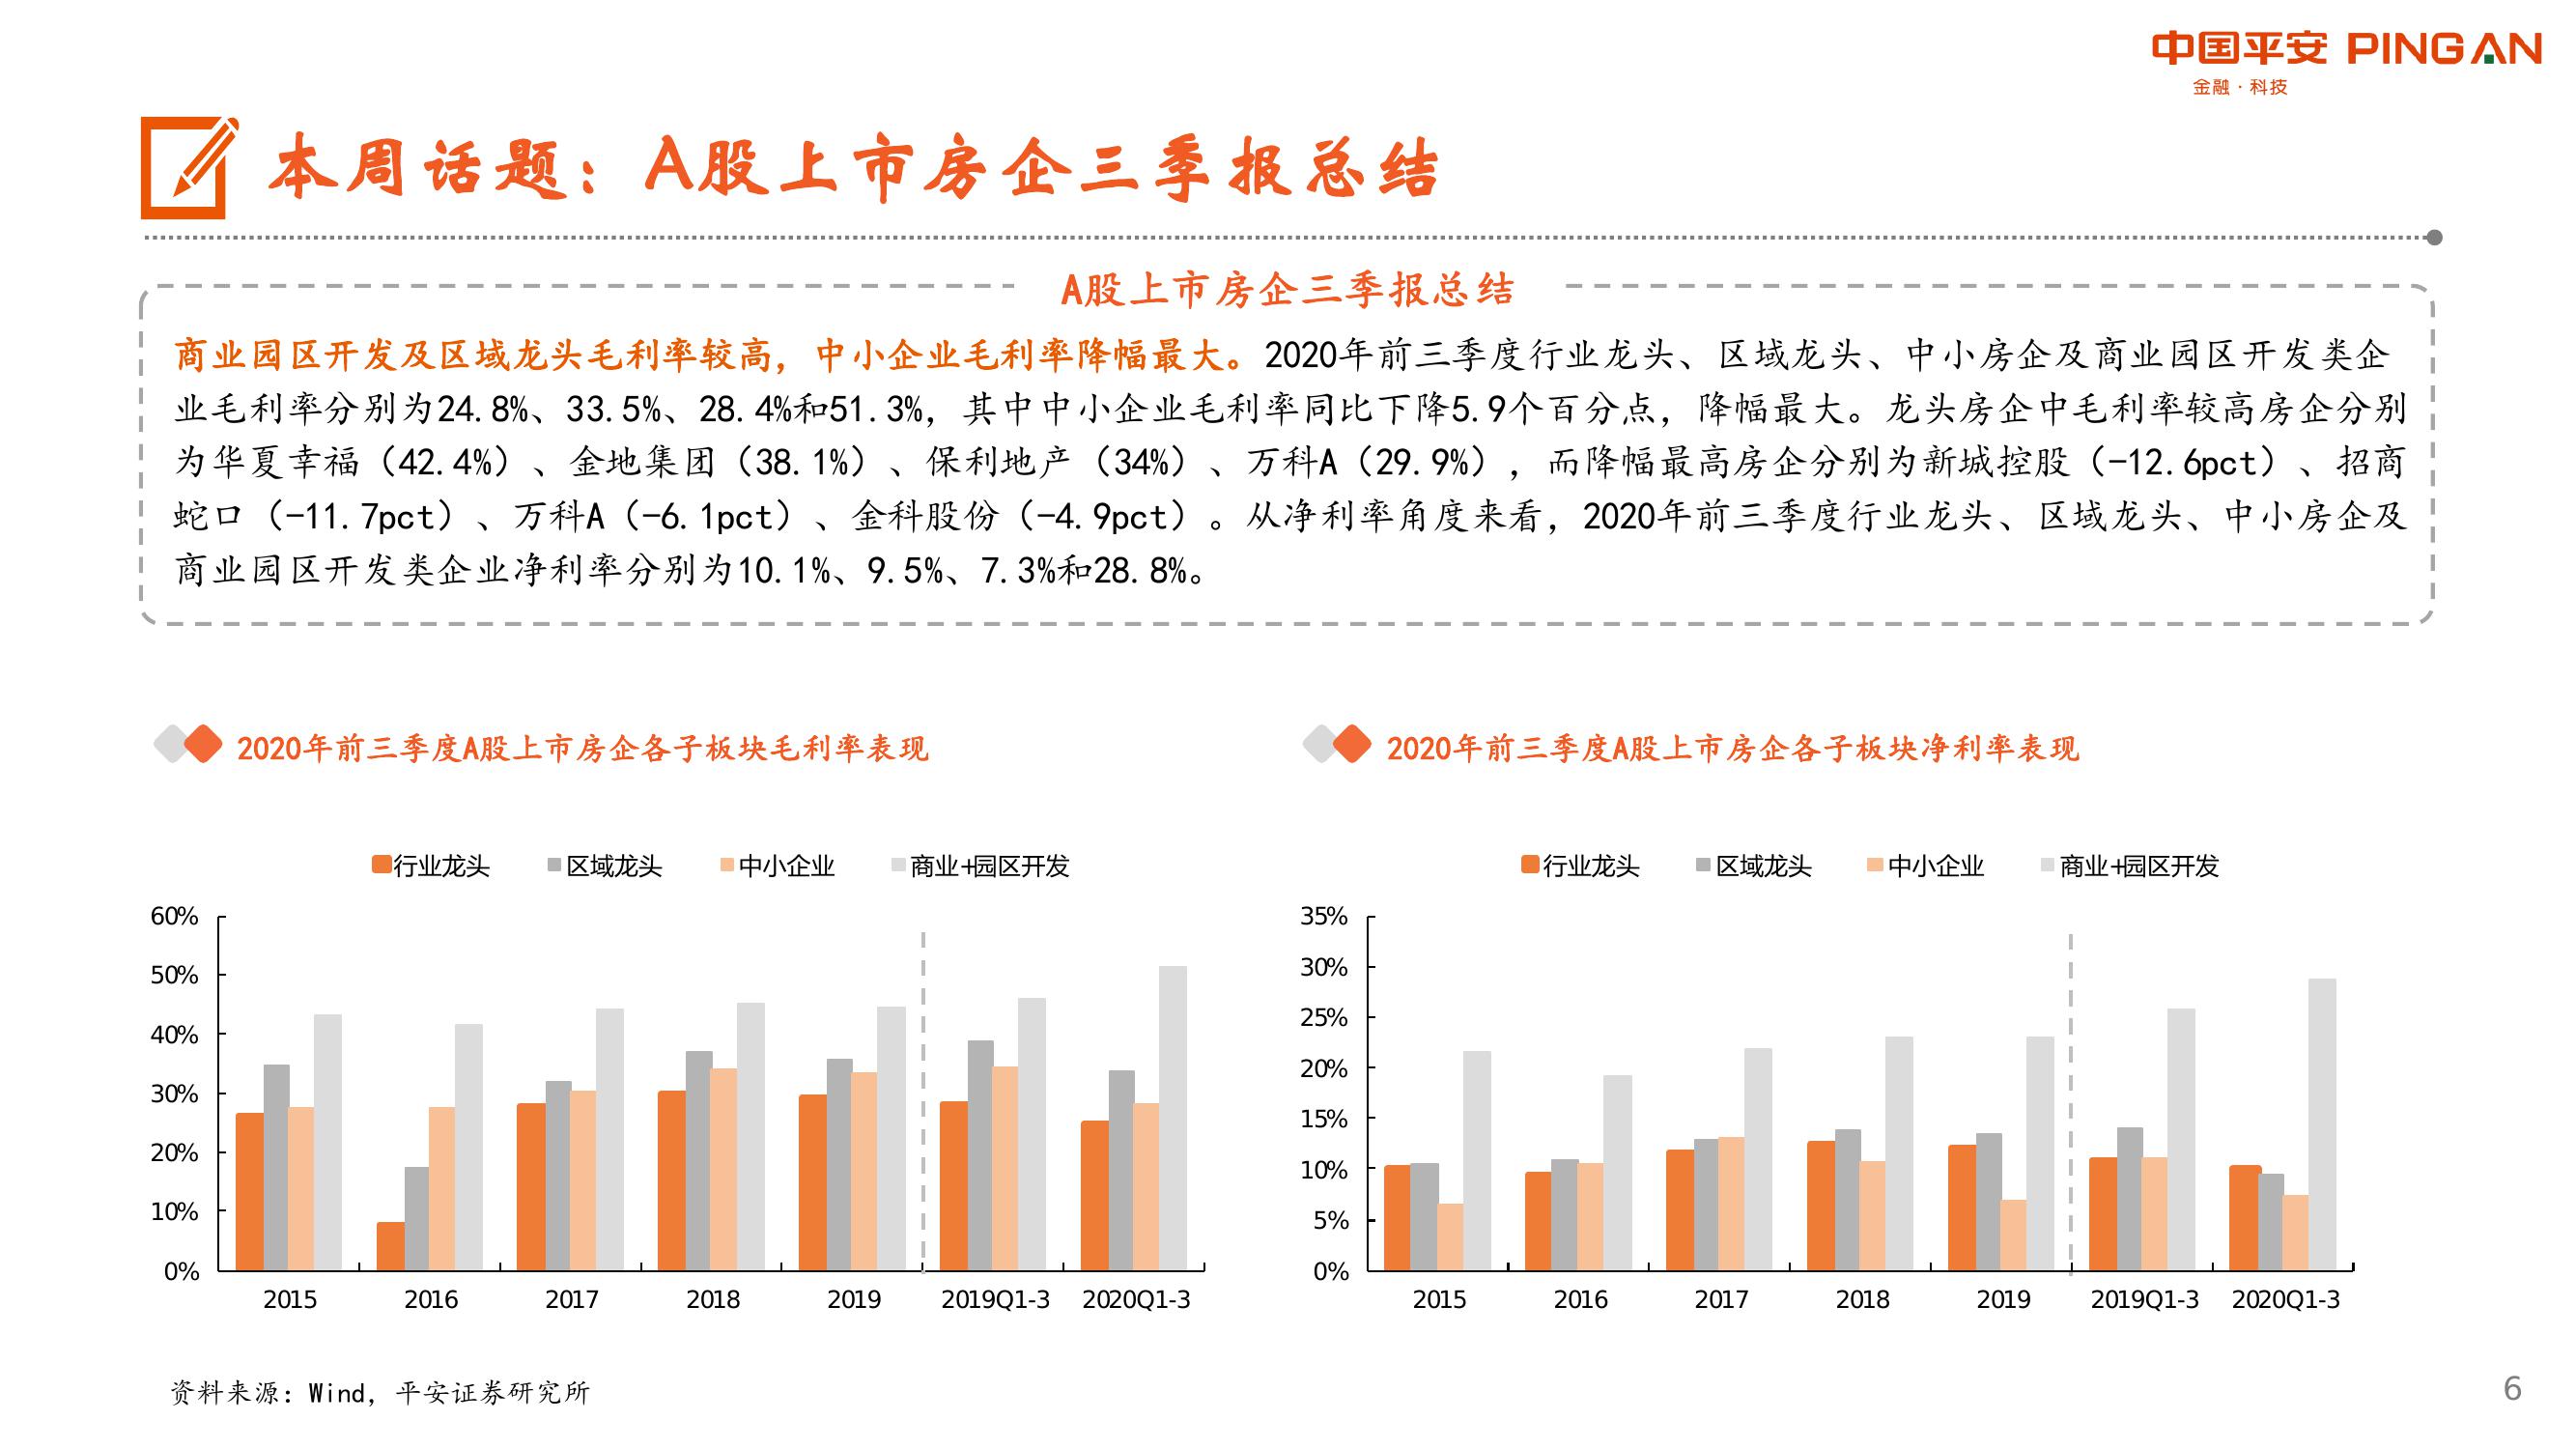 中国平安 PINGAN
金融·科技
本周话题：A股上市房企三季报总结
A股上市房企三季报总结
商业园区开发及区域龙头毛利率较高，中小企业毛利率降幅最大。2020年前三季度行业龙头、区域龙头、中小房企及商业园区开发类企
业毛利率分别为24.8%、33.5%、28.4%和51.3%，其中中小企业毛利率同比下降5.9个百分点，降幅最大。龙头房企中毛利率较高房企分别
为华夏幸福（42.4%）、金地集团（38.1%）、保利地产（34%）、万科A（29.9%），而降幅最高房企分别为新城控股（-12.6pct）、招商
蛇口（-11.7pct）、万科A（-6.1pct）、金科股份（-4.9pct）。从净利率角度来看，2020年前三季度行业龙头、区域龙头、中小房企及
商业园区开发类企业净利率分别为10.1%、9.5%、7.3%和28.8%。
2020年前三季度A股上市房企各子板块毛利率表现
行业龙头 区域龙头 中小企业 商业+园区开发
60%
50%
40%
30%
20%
10%
0%
2015 2016 2017 2018 2019 2019Q1-3 2020Q1-3
2020年前三季度A股上市房企各子板块净利率表现
行业龙头 区域龙头 中小企业 商业+园区开发
35%
30%
25%
20%
15%
10%
5%
0%
2015 2016 2017 2018 2019 2019Q1-3 2020Q1-3
资料来源：Wind，平安证券研究所
6